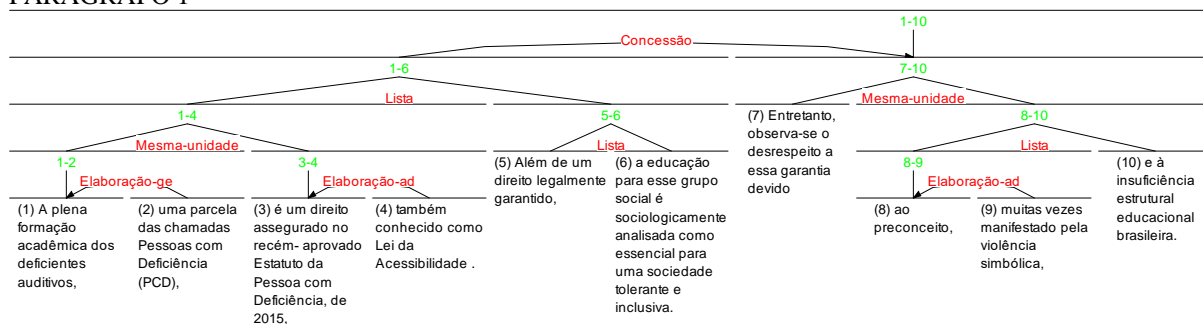 PARÁGRAFO 1
1-10
Concessão
1-6
7-10
Lista
Mesma-unidade
1-4
5-6
8-10
Mesma-unidade
Lista
Lista
1-2
3-4
8-9
Elaboração-ge
Elaboração-ad
Elaboração-ad
(1) A plena
formação
acadêmica dos
deficientes
auditivos,
(2) uma parcela
das chamadas
Pessoas com
Deficiência
(PCD),
(3) é um direito
assegurado no
recém- aprovado
Estatuto da
Pessoa com
Deficiência, de
2015,
(4) também
conhecido como
Lei da
Acessibilidade .
(5) Além de um
direito legalmente
garantido,
(6) a educação
para esse grupo
social é
sociologicamente
analisada como
essencial para
uma sociedade
tolerante e
inclusiva.
(7) Entretanto,
observa-se o
desrespeito a
essa garantia
devido
(8) ao
preconceito,
(9) muitas vezes
manifestado pela
violência
simbólica,
(10) e à
insuficiência
estrutural
educacional
brasileira.